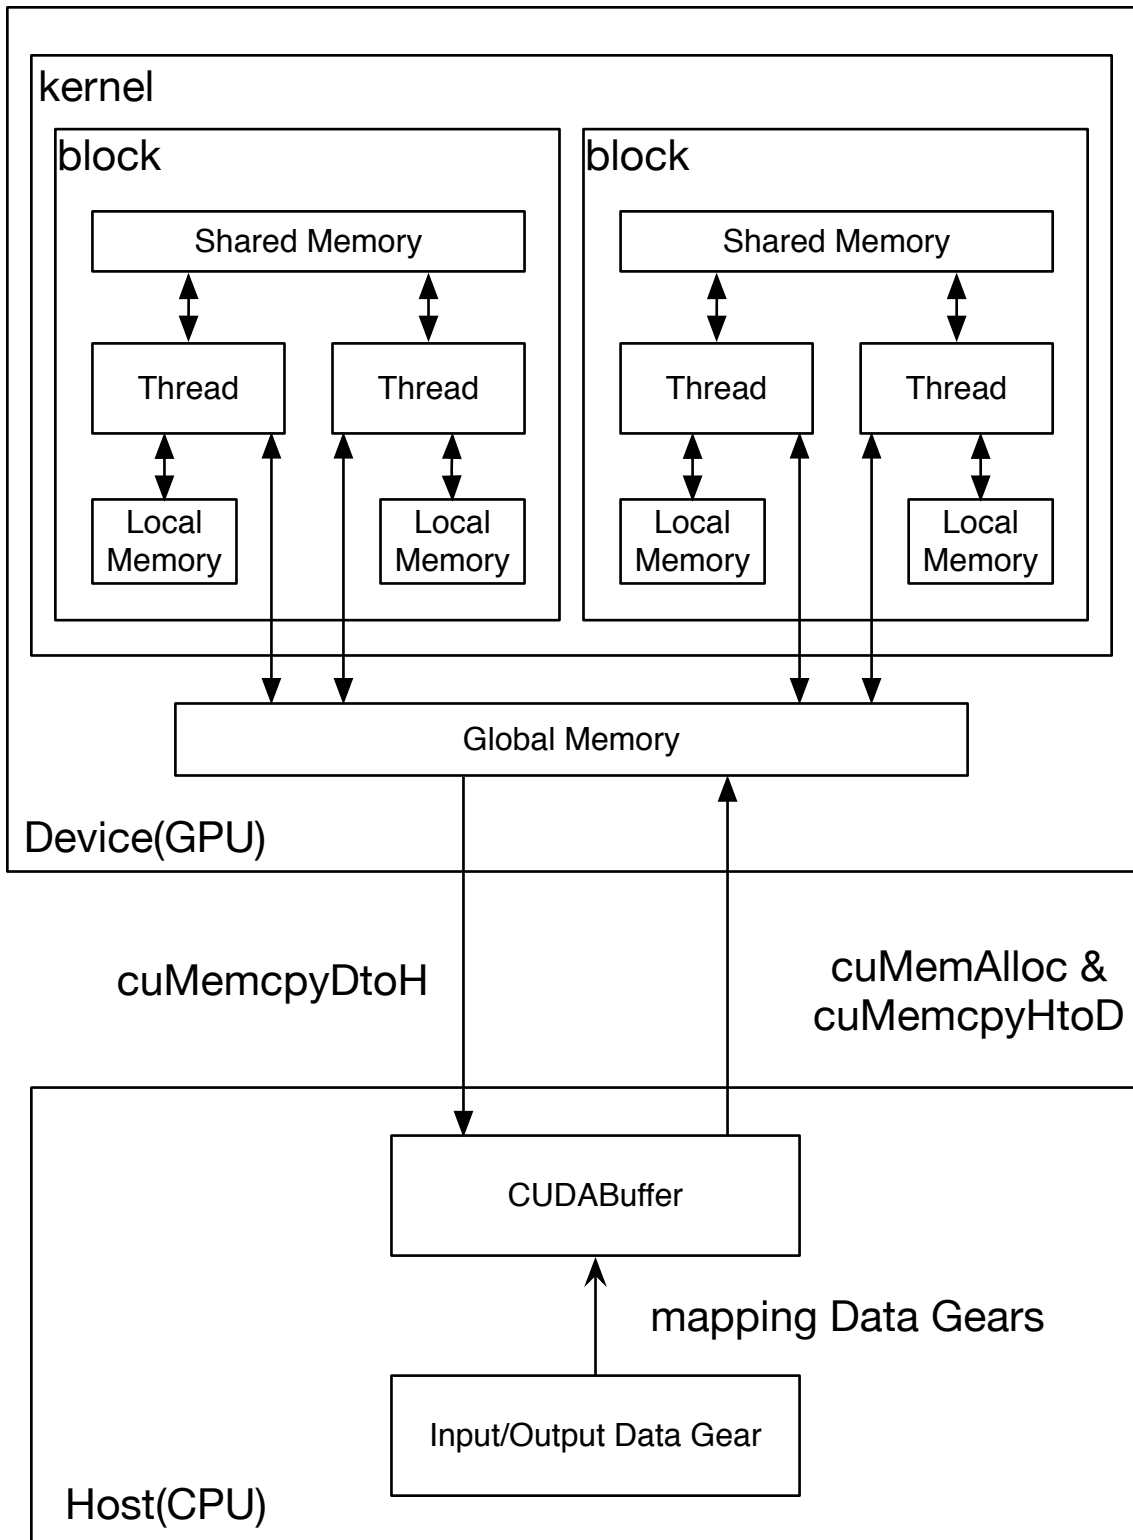 kernel
block
block
Shared Memory
Shared Memory
Thread
Thread
Thread
Thread
Local
Memory
Local
Memory
Local
Memory
Local
Memory
Global Memory
Device(GPU)
cuMemcpyDtoH
cuMemAlloc &
cuMemcpyHtoD
CUDABuffer
mapping Data Gears
Input/Output Data Gear
Host(CPU)